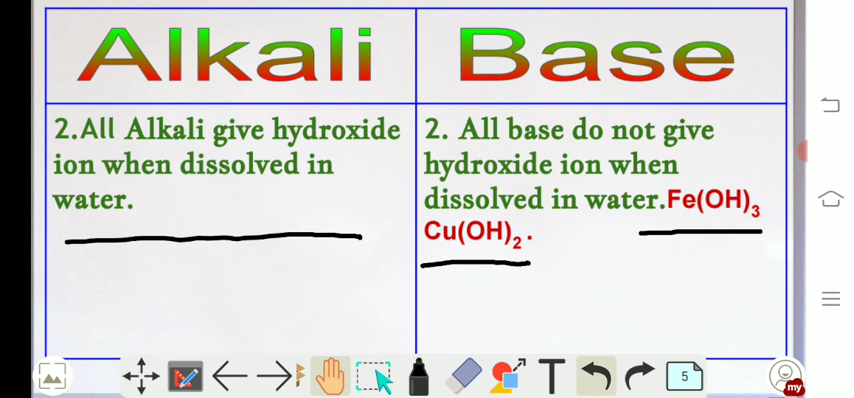 Alkali
Base
2.All Alkali give hydroxide
ion when dissolved in
water.
2. All base do not give
hydroxide ion when
dissolved in water.Fe(OH)3
Cu(OH)2 .
5
my